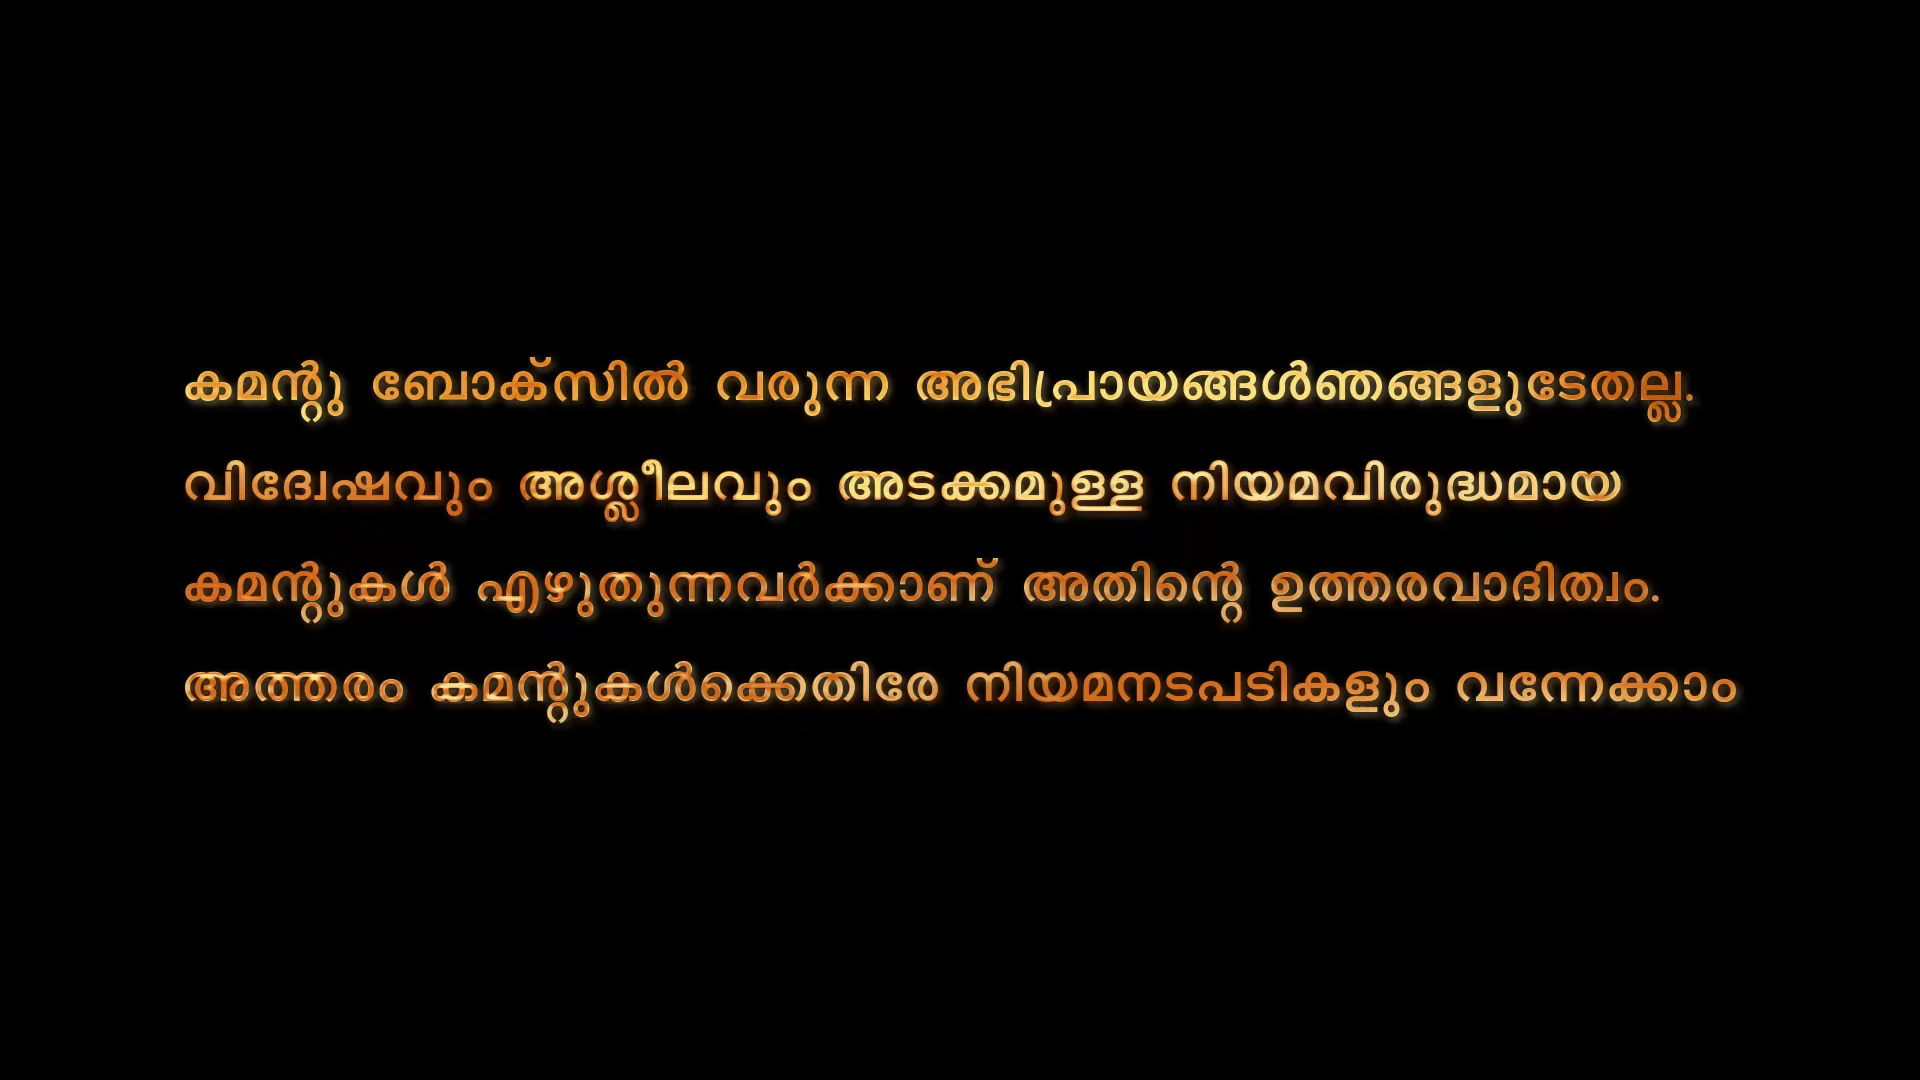 കമന്റു ബോക്സിൽ വരുന്ന അഭിപ്രായങ്ങൾഞങ്ങളുടേതല്ല.
വിദ്വേഷവും അശ്ലീലവും അടക്കമുള്ള നിയമവിരുദ്ധമായ
കമന്റുകൾ എഴുതുന്നവർക്കാണ് അതിന്റെ ഉത്തരവാദിത്വം.
അത്തരം കമന്റുകൾക്കെതിരേ നിയമനടപടികളും വന്നേക്കാം